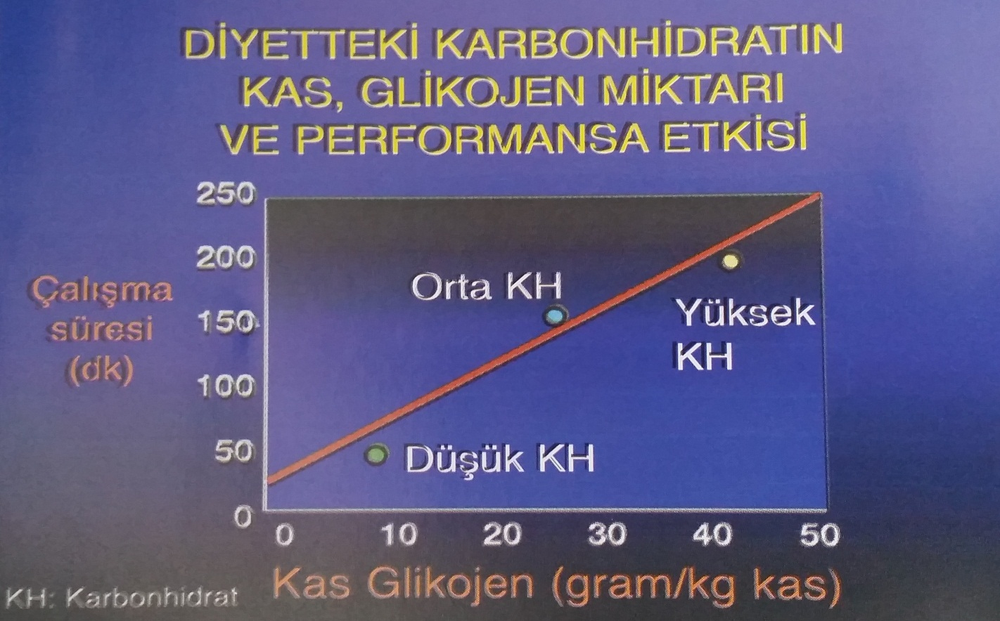 DİYETTEKİ KARBONHİDRATIN
KAS, GLİKOJEN MİKTARI
VE PERFORMANSA ETKİSİ
250
200
150
100
50
0
Çalışma
süresi
(dk)
Orta KH
Yüksek
KH
Düşük KH
0 10 20 30 40 50
Kas Glikojen (gram/kg kas)
KH: Karbonhidrat